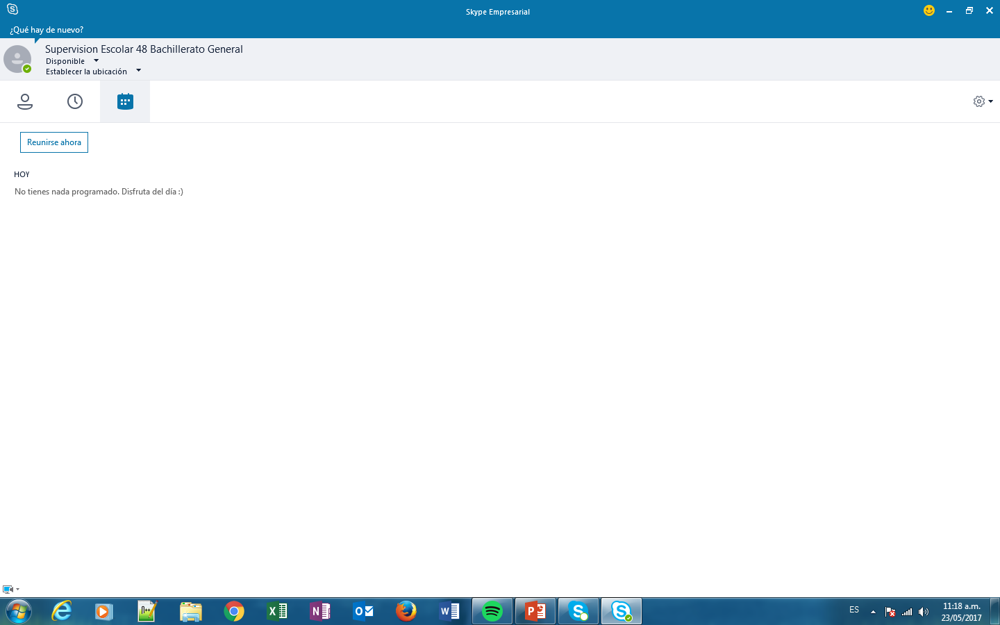 Skype Empresarial
¿Qué hay de nuevo?
Supervision Escolar 48 Bachillerato General
Disponible
Establecer la ubicación
Reunirse ahora
HOY
No tienes nada programado. Disfruta del día :)
ES
11:18 a.m.
23/05/2017